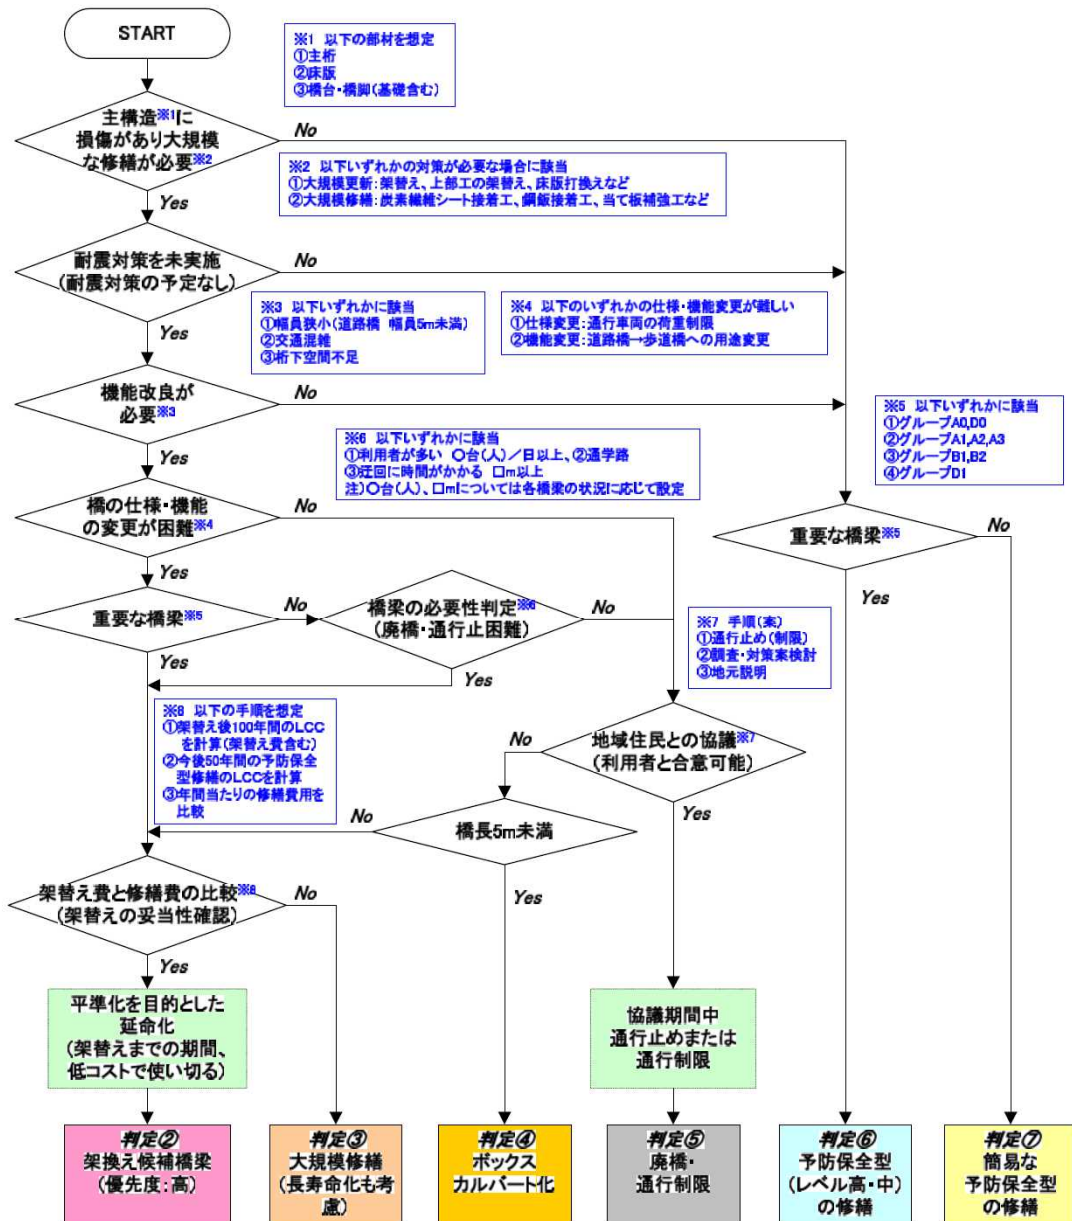 START
※1 以下の部材を想定
①主桁
②床版
③橋台・橋脚(基礎含む)
主構造※1に
損傷があり大規模
な修繕が必要※2
No
※2 以下いずれかの対策が必要な場合に該当
①大規模更新:架替え、上部工の架替え、床版打換えなど
②大規模修繕:炭素繊維シート接着工、鋼鈑接着工、当て板補強工など
Yes
耐震対策を未実施
(耐震対策の予定なし)
No
※3 以下いずれかに該当
①幅員狭小(道路橋 幅員5m未満)
②交通混雑
③桁下空間不足
※4 以下のいずれかの仕様・機能変更が難しい
①仕様変更:通行車両の荷重制限
②機能変更:道路橋→歩道橋への用途変更
Yes
機能改良が
必要※3
No
※5 以下いずれかに該当
①グループA0,D0
②グループA1,A2,A3
③グループB1,B2
④グループD1
※6 以下いずれかに該当
①利用者が多い 〇台(人)/日以上、②通学路
③迂回に時間がかかる □m以上
注)〇台(人)、□mについては各橋梁の状況に応じて設定
Yes
橋の仕様・機能
の変更が困難※4
No
重要な橋梁※5
No
Yes
Yes
重要な橋梁※5
No
橋梁の必要性判定※6
(廃橋・通行止困難)
No
※7 手順(案)
①通行止め(制限)
②調査・対策案検討
③地元説明
Yes
Yes
※8 以下の手順を想定
①架替え後100年間のLCC
を計算(架替え費含む)
②今後50年間の予防保全
型修繕のLCCを計算
③年間当たりの修繕費用を
比較
No
地域住民との協議※7
(利用者と合意可能)
Yes
No
橋長5m未満
Yes
架替え費と修繕費の比較※8
(架替えの妥当性確認)
No
Yes
平準化を目的とした
延命化
(架替えまでの期間、
低コストで使い切る)
協議期間中
通行止めまたは
通行制限
判定②
架換え候補橋梁
(優先度:高)
判定③
大規模修繕
(長寿命化も考
慮)
判定④
ボックス
カルバート化
判定⑤
廃橋・
通行制限
判定⑥
予防保全型
(レベル高・中)
の修繕
判定⑦
簡易な
予防保全型
の修繕